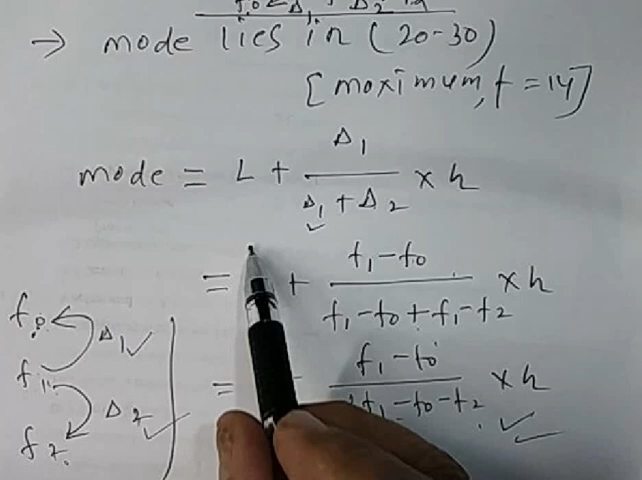 → mode lies in (20-30)
[maximum, f = 14]
mode = L + Δ1 / Δ1 + Δ2 × h
= + f1 - f0 / f1 - f0 + f1 - f2 × h
= f1 - f0 / 2f1 - f0 - f2 × h
f0
Δ1 ✓
f1
Δ2 ✓
f2